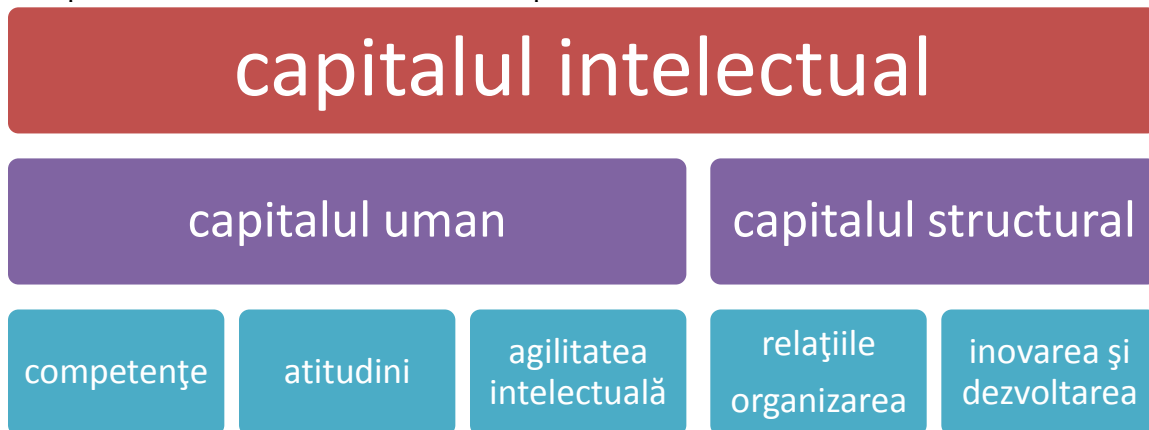 capitalul intelectual
capitalul uman
capitalul structural
competenţe
atitudini
agilitatea
intelectuală
relaţiile
organizarea
inovarea şi
dezvoltarea